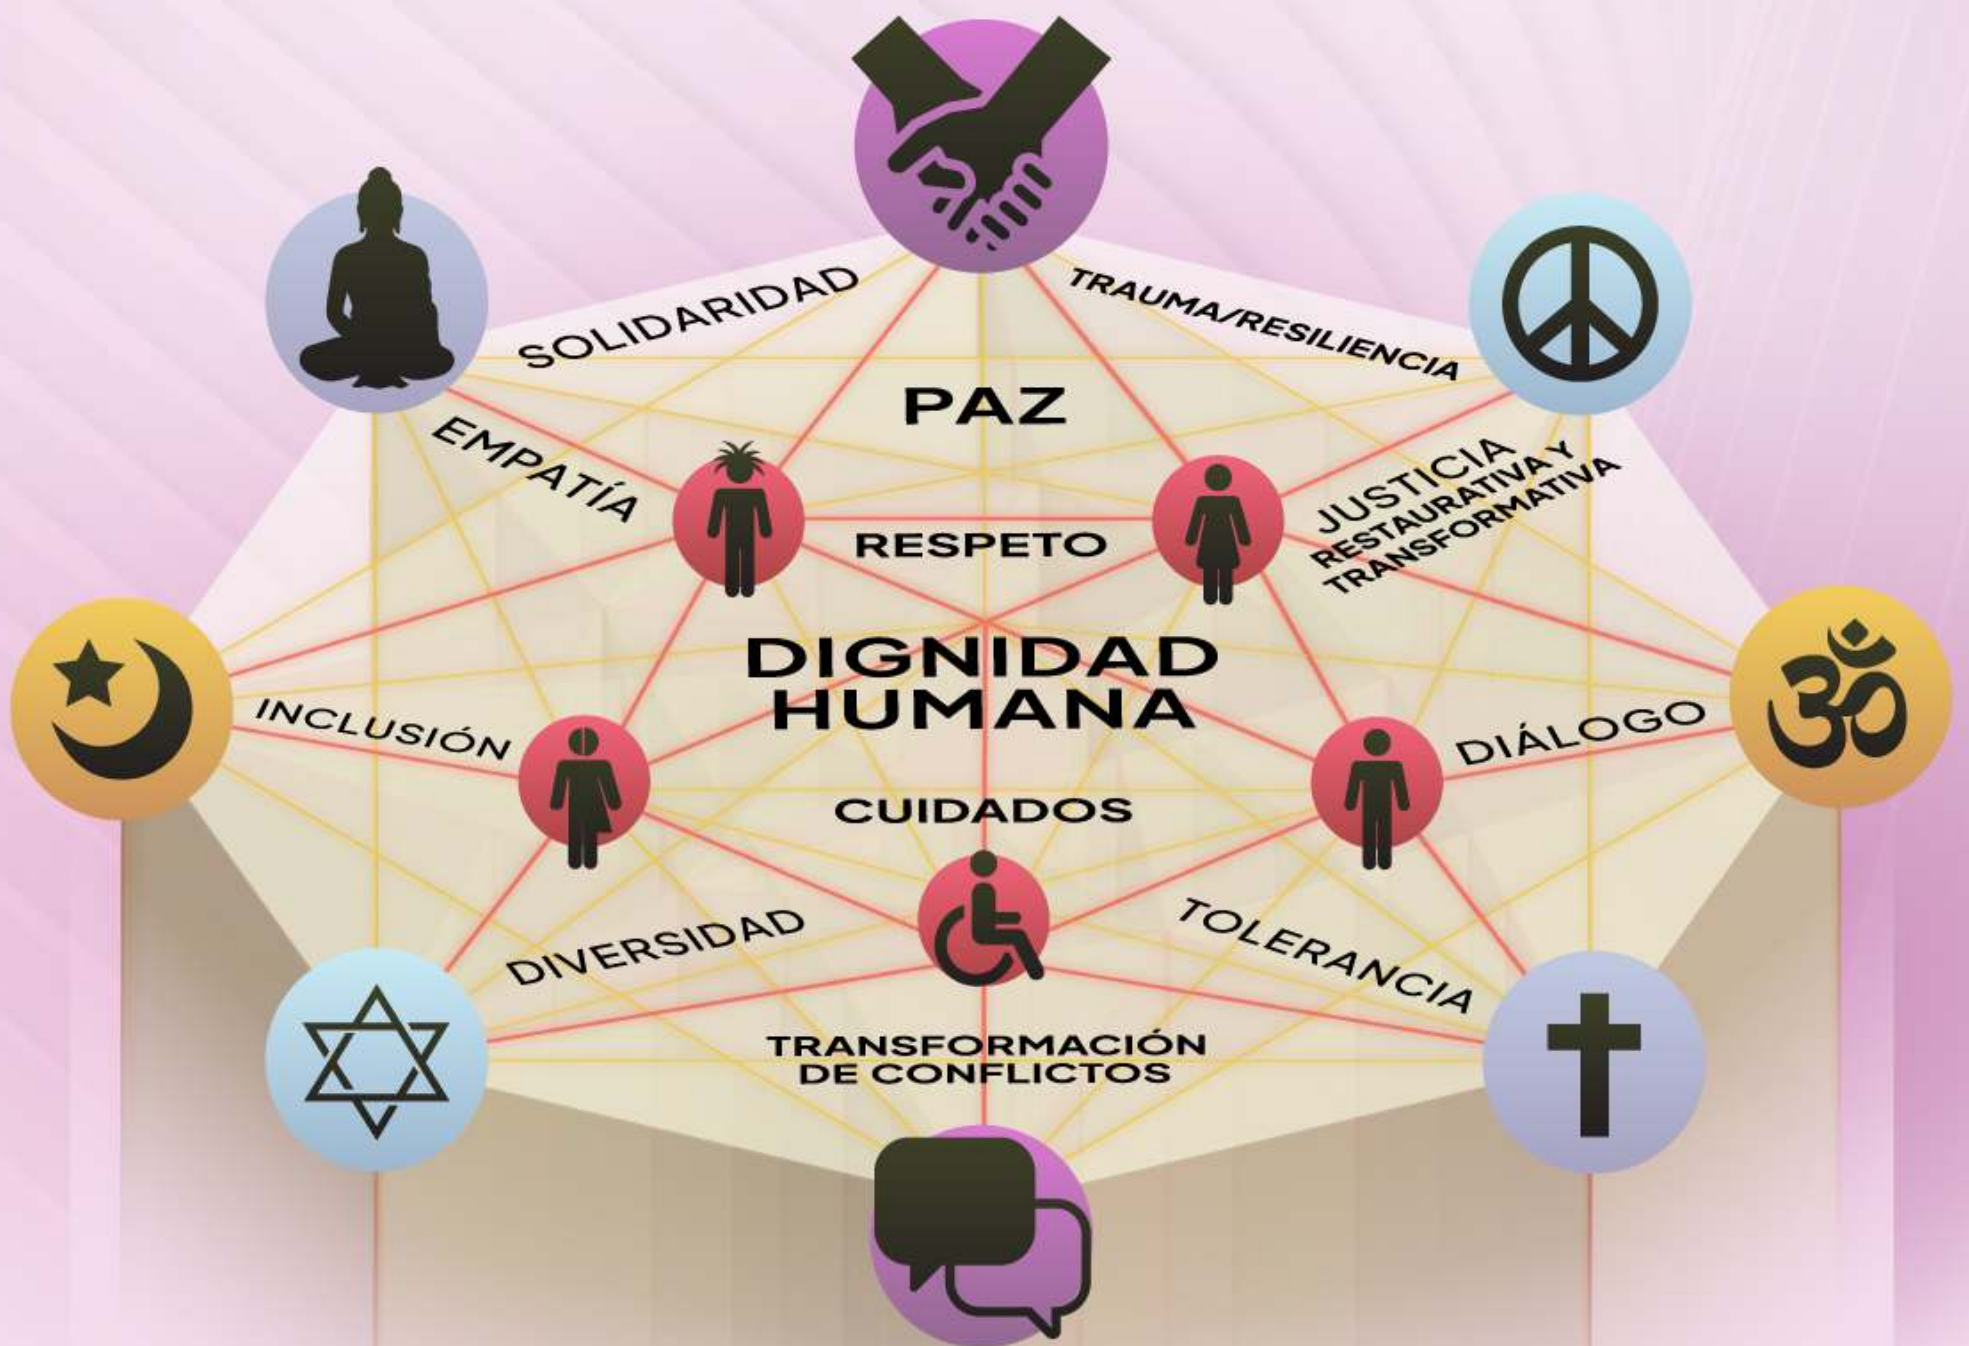 SOLIDARIDAD
TRAUMA/RESILIENCIA
PAZ
EMPATÍA
JUSTICIA
RESTAURATIVA Y
TRANSFORMATIVA
RESPETO
DIGNIDAD
HUMANA
INCLUSIÓN
DIÁLOGO
CUIDADOS
DIVERSIDAD
TOLERANCIA
TRANSFORMACIÓN
DE CONFLICTOS